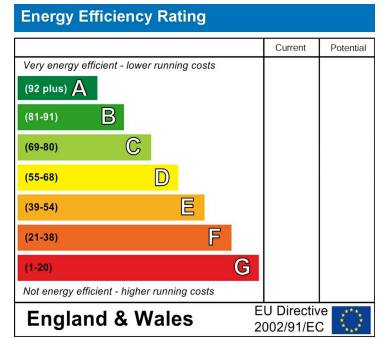 Energy Efficiency Rating
Current Potential
Very energy efficient - lower running costs
(92 plus) A
(81-91) B
(69-80) C
(55-68) D
(39-54) E
(21-38) F
(1-20) G
Not energy efficient - higher running costs
England & Wales
EU Directive
2002/91/EC